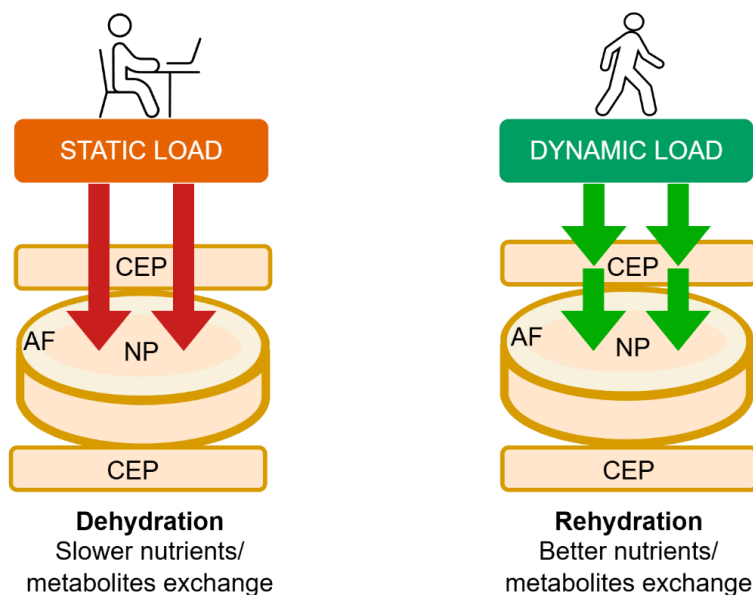 STATIC LOAD
CEP
AF
NP
CEP
Dehydration
Slower nutrients/
metabolites exchange
DYNAMIC LOAD
CEP
AF
NP
CEP
Rehydration
Better nutrients/
metabolites exchange